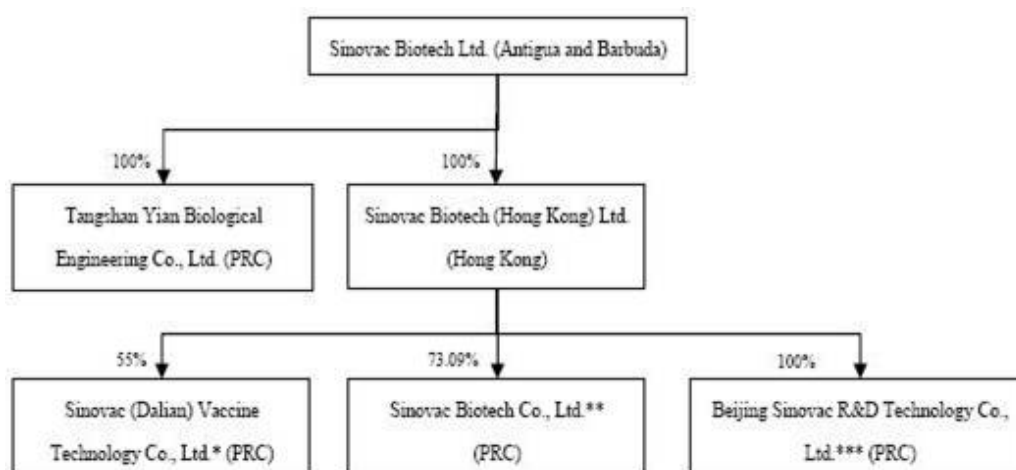 Sinovac Biotech Ltd. (Antigua and Barbuda)
100%
100%
Tangshan Yian Biological
Engineering Co., Ltd. (PRC)
Sinovac Biotech (Hong Kong) Ltd.
(Hong Kong)
55%
73.09%
100%
Sinovac (Dalian) Vaccine
Technology Co., Ltd.* (PRC)
Sinovac Biotech Co., Ltd.**
(PRC)
Beijing Sinovac R&D Technology Co.,
Ltd.*** (PRC)